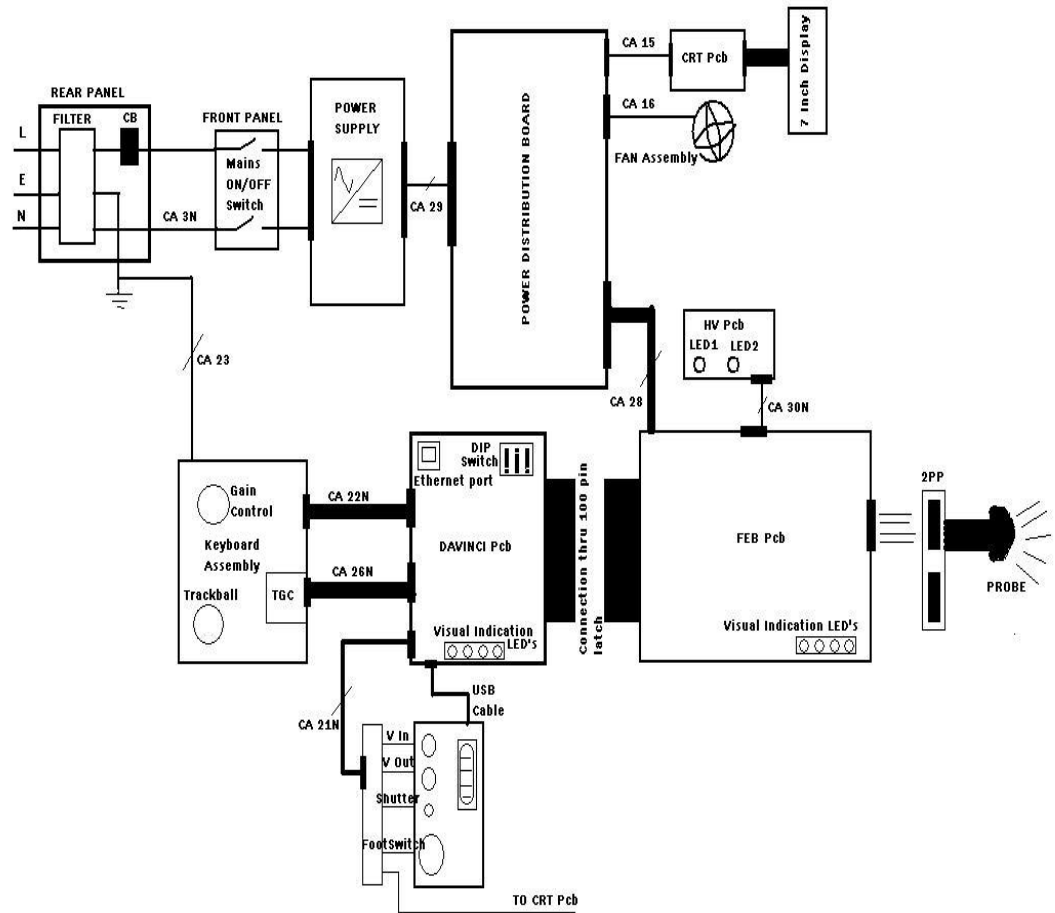 REAR PANEL
FILTER
CB
L
E
N
CA 3N
FRONT PANEL
Mains
ON/OFF
Switch
POWER
SUPPLY
CA 29
POWER DISTRIBUTION BOARD
CA 15
CRT Pcb
7 Inch Display
CA 16
FAN Assembly
CA 23
CA 28
HV Pcb
LED1
LED2
CA 30N
Gain
Control
Keyboard
Assembly
Trackball
TGC
CA 22N
CA 26N
DIP
Switch
Ethernet port
DAVINCI Pcb
Visual Indication
LED's
Connection thru 100 pin
latch
FEB Pcb
Visual Indication LED's
2PP
PROBE
CA 21N
USB
Cable
V In
V Out
Shutter
FootSwitch
TO CRT Pcb